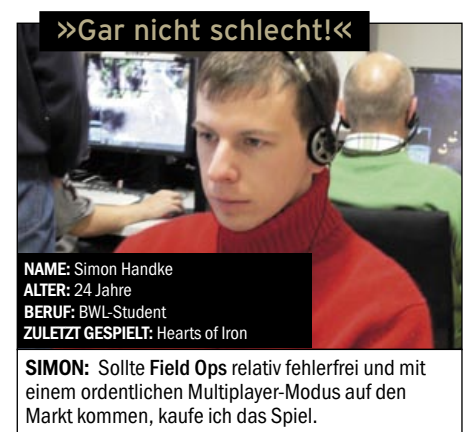 »Gar nicht schlecht!«
NAME: Simon Handke
ALTER: 24 Jahre
BERUF: BWL-Student
ZULETZT GESPIELT: Hearts of Iron
SIMON: Sollte Field Ops relativ fehlerfrei und mit
einem ordentlichen Multiplayer-Modus auf den
Markt kommen, kaufe ich das Spiel.